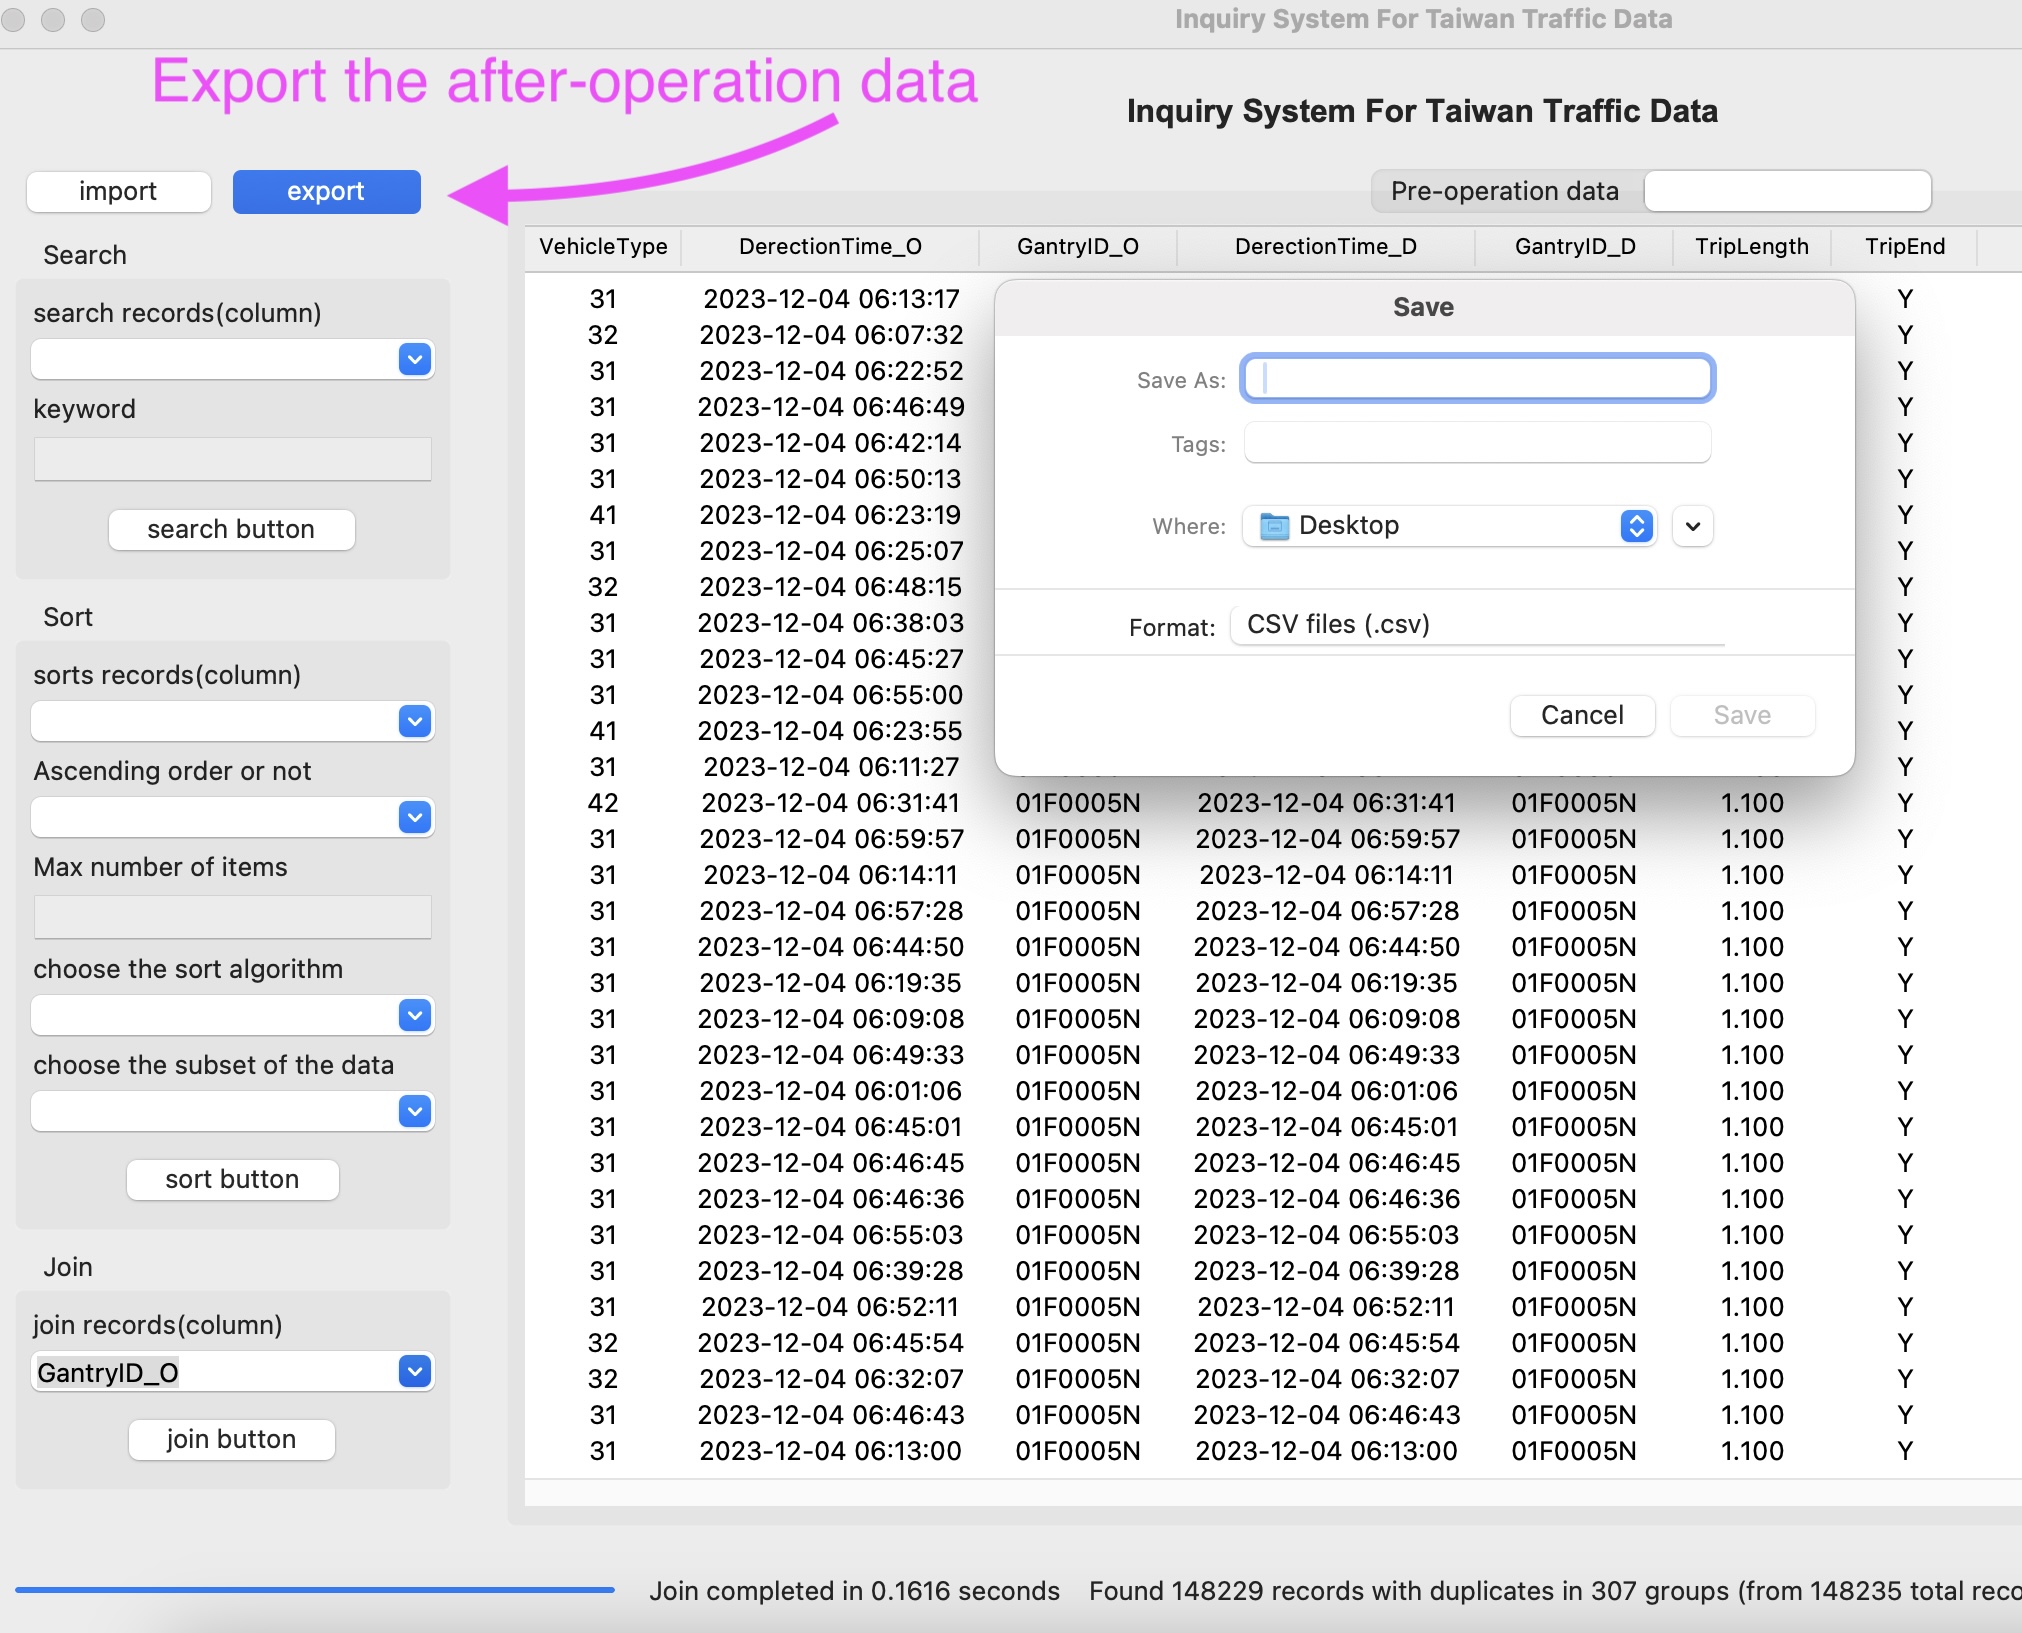 Inquiry System For Taiwan Traffic Data
Export the after-operation data
Inquiry System For Taiwan Traffic Data
import export
Pre-operation data
Search
search records(column)
keyword
search button
Sort
sorts records(column)
Ascending order or not
Max number of items
choose the sort algorithm
choose the subset of the data
sort button
Join
join records(column)
GantryID_O
join button
VehicleType DerectionTime_O GantryID_O DerectionTime_D GantryID_D TripLength TripEnd
31 2023-12-04 06:13:17 Y
32 2023-12-04 06:07:32 Y
31 2023-12-04 06:22:52 Y
31 2023-12-04 06:46:49 Y
31 2023-12-04 06:42:14 Y
31 2023-12-04 06:50:13 Y
41 2023-12-04 06:23:19 Y
31 2023-12-04 06:25:07 Y
32 2023-12-04 06:48:15 Y
31 2023-12-04 06:38:03 Y
31 2023-12-04 06:45:27 Y
31 2023-12-04 06:55:00 Y
41 2023-12-04 06:23:55 Y
31 2023-12-04 06:11:27 Y
42 2023-12-04 06:31:41 01F0005N 2023-12-04 06:31:41 01F0005N 1.100 Y
31 2023-12-04 06:59:57 01F0005N 2023-12-04 06:59:57 01F0005N 1.100 Y
31 2023-12-04 06:14:11 01F0005N 2023-12-04 06:14:11 01F0005N 1.100 Y
31 2023-12-04 06:57:28 01F0005N 2023-12-04 06:57:28 01F0005N 1.100 Y
31 2023-12-04 06:44:50 01F0005N 2023-12-04 06:44:50 01F0005N 1.100 Y
31 2023-12-04 06:19:35 01F0005N 2023-12-04 06:19:35 01F0005N 1.100 Y
31 2023-12-04 06:09:08 01F0005N 2023-12-04 06:09:08 01F0005N 1.100 Y
31 2023-12-04 06:49:33 01F0005N 2023-12-04 06:49:33 01F0005N 1.100 Y
31 2023-12-04 06:01:06 01F0005N 2023-12-04 06:01:06 01F0005N 1.100 Y
31 2023-12-04 06:45:01 01F0005N 2023-12-04 06:45:01 01F0005N 1.100 Y
31 2023-12-04 06:46:45 01F0005N 2023-12-04 06:46:45 01F0005N 1.100 Y
31 2023-12-04 06:46:36 01F0005N 2023-12-04 06:46:36 01F0005N 1.100 Y
31 2023-12-04 06:55:03 01F0005N 2023-12-04 06:55:03 01F0005N 1.100 Y
31 2023-12-04 06:39:28 01F0005N 2023-12-04 06:39:28 01F0005N 1.100 Y
31 2023-12-04 06:52:11 01F0005N 2023-12-04 06:52:11 01F0005N 1.100 Y
32 2023-12-04 06:45:54 01F0005N 2023-12-04 06:45:54 01F0005N 1.100 Y
32 2023-12-04 06:32:07 01F0005N 2023-12-04 06:32:07 01F0005N 1.100 Y
31 2023-12-04 06:46:43 01F0005N 2023-12-04 06:46:43 01F0005N 1.100 Y
31 2023-12-04 06:13:00 01F0005N 2023-12-04 06:13:00 01F0005N 1.100 Y
Save
Save As:
Tags:
Where: Desktop
Format: CSV files (.csv)
Cancel Save
Join completed in 0.1616 seconds Found 148229 records with duplicates in 307 groups (from 148235 total reco